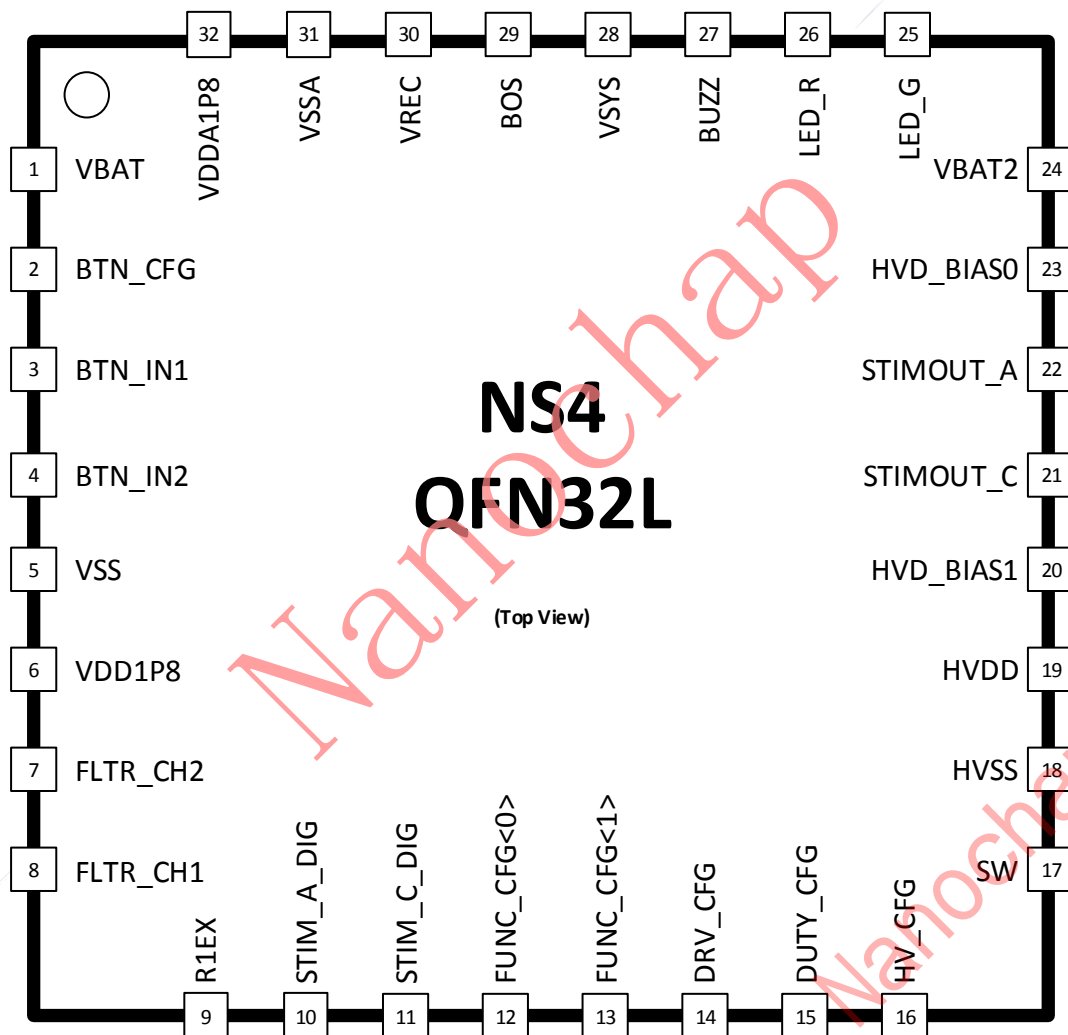 32 31 30 29 28 27 26 25
VDDA1P8 VSSA VREC BOS VSYS BUZZ LED_R LED_G
1 VBAT
VBAT2 24
2 BTN_CFG
HVD_BIAS0 23
3 BTN_IN1
STIMOUT_A 22
NS4
4 BTN_IN2
STIMOUT_C 21
QFN32L
5 VSS
HVD_BIAS1 20
(Top View)
6 VDD1P8
HVDD 19
7 FLTR_CH2
HVSS 18
8 FLTR_CH1
SW 17
R1EX STIM_A_DIG STIM_C_DIG FUNC_CFG<0> FUNC_CFG<1> DRV_CFG DUTY_CFG HV_CFG
9 10 11 12 13 14 15 16
Nanochap
Nanocha